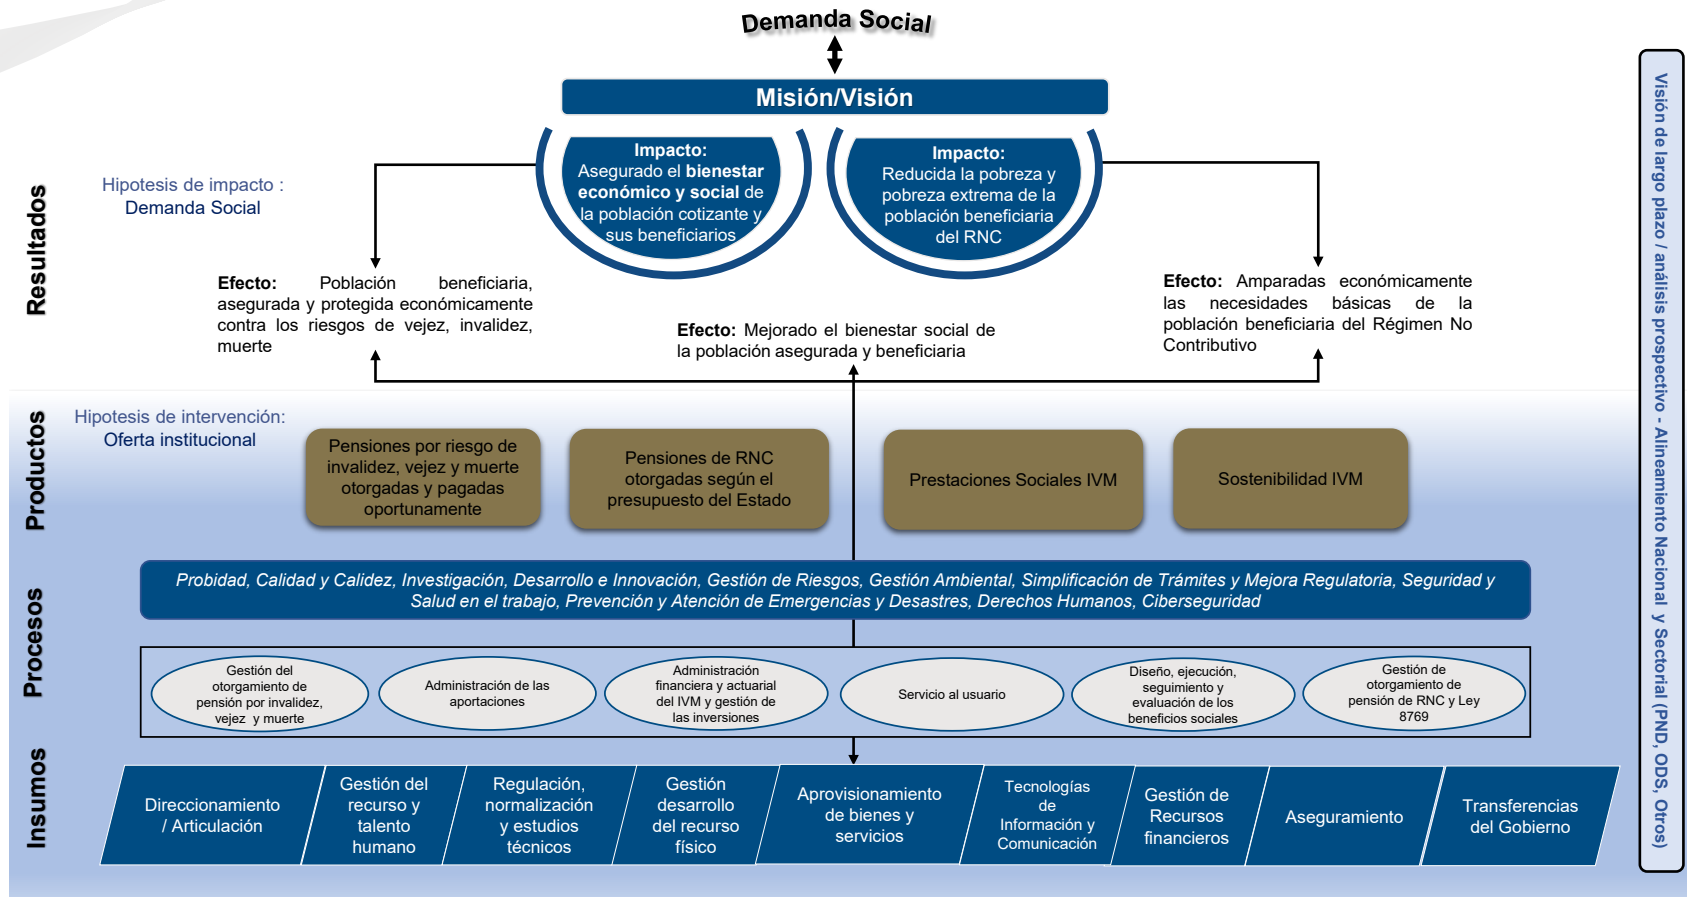 Demanda Social
Misión/Visión
Impacto:
Asegurado el bienestar
económico y social de
la población cotizante y
sus beneficiarios
Impacto:
Reducida la pobreza y
pobreza extrema de la
población beneficiaria
del RNC
Resultados
Hipotesis de impacto :
Demanda Social
Efecto: Población beneficiaria,
asegurada y protegida económicamente
contra los riesgos de vejez, invalidez,
muerte
Efecto: Mejorado el bienestar social de
la población asegurada y beneficiaria
Efecto: Amparadas económicamente
las necesidades básicas de la
población beneficiaria del Régimen No
Contributivo
Productos
Hipotesis de intervención:
Oferta institucional
Pensiones por riesgo de
invalidez, vejez y muerte
otorgadas y pagadas
oportunamente
Pensiones de RNC
otorgadas según el
presupuesto del Estado
Prestaciones Sociales IVM
Sostenibilidad IVM
Procesos
Probidad, Calidad y Calidez, Investigación, Desarrollo e Innovación, Gestión de Riesgos, Gestión Ambiental, Simplificación de Trámites y Mejora Regulatoria, Seguridad y
Salud en el trabajo, Prevención y Atención de Emergencias y Desastres, Derechos Humanos, Ciberseguridad
Gestión del
otorgamiento de
pensión por invalidez,
vejez y muerte
Administración de las
aportaciones
Administración
financiera y actuarial
del IVM y gestión de
las inversiones
Servicio al usuario
Diseño, ejecución,
seguimiento y
evaluación de los
beneficios sociales
Gestión de
otorgamiento de
pensión de RNC y Ley
8769
Insumos
Direccionamiento
/ Articulación
Gestión del
recurso y
talento
humano
Regulación,
normalización
y estudios
técnicos
Gestión
desarrollo
del recurso
físico
Aprovisionamiento
de bienes y
servicios
Tecnologías
de
Información y
Comunicación
Gestión de
Recursos
financieros
Aseguramiento
Transferencias
del Gobierno
Visión de largo plazo / análisis prospectivo - Alineamiento Nacional y Sectorial (PND, ODS, Otros)